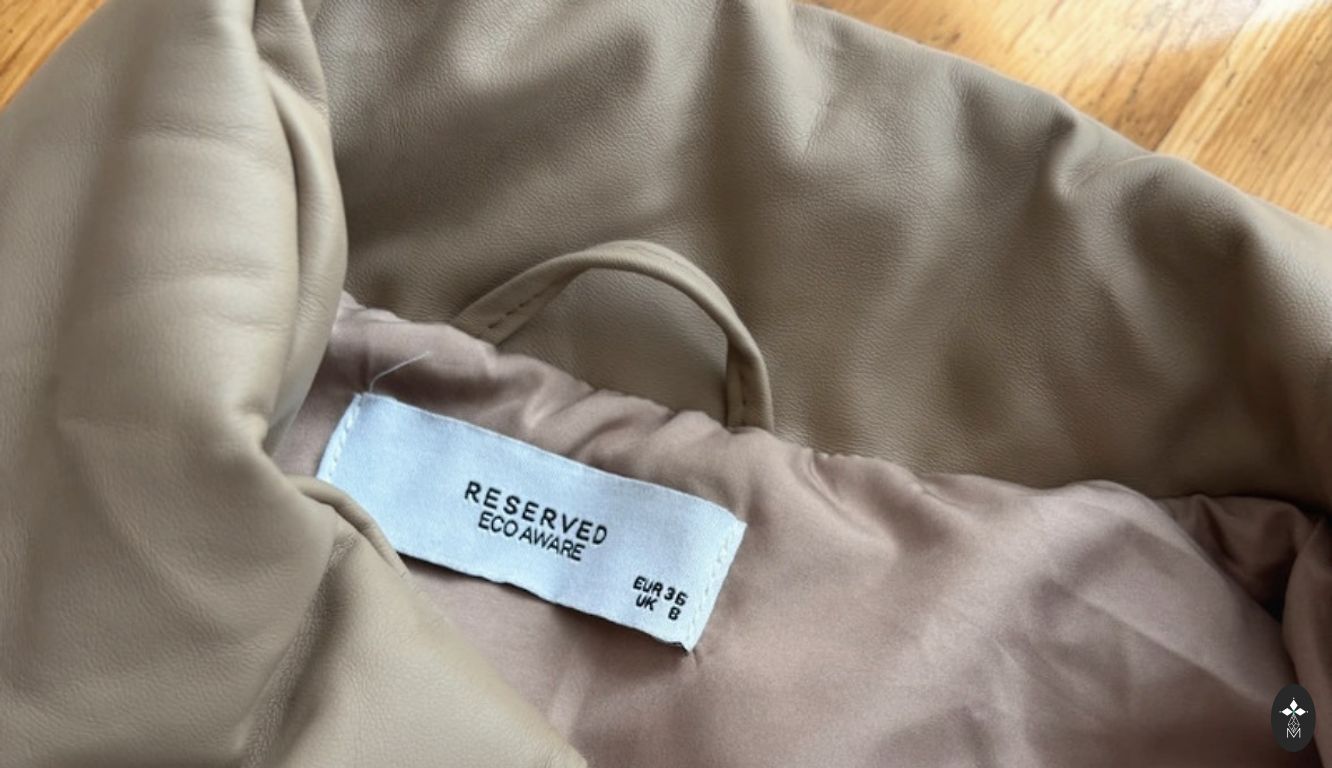 RESERVED
ECO AWARE
EUR 36
UK 8
M